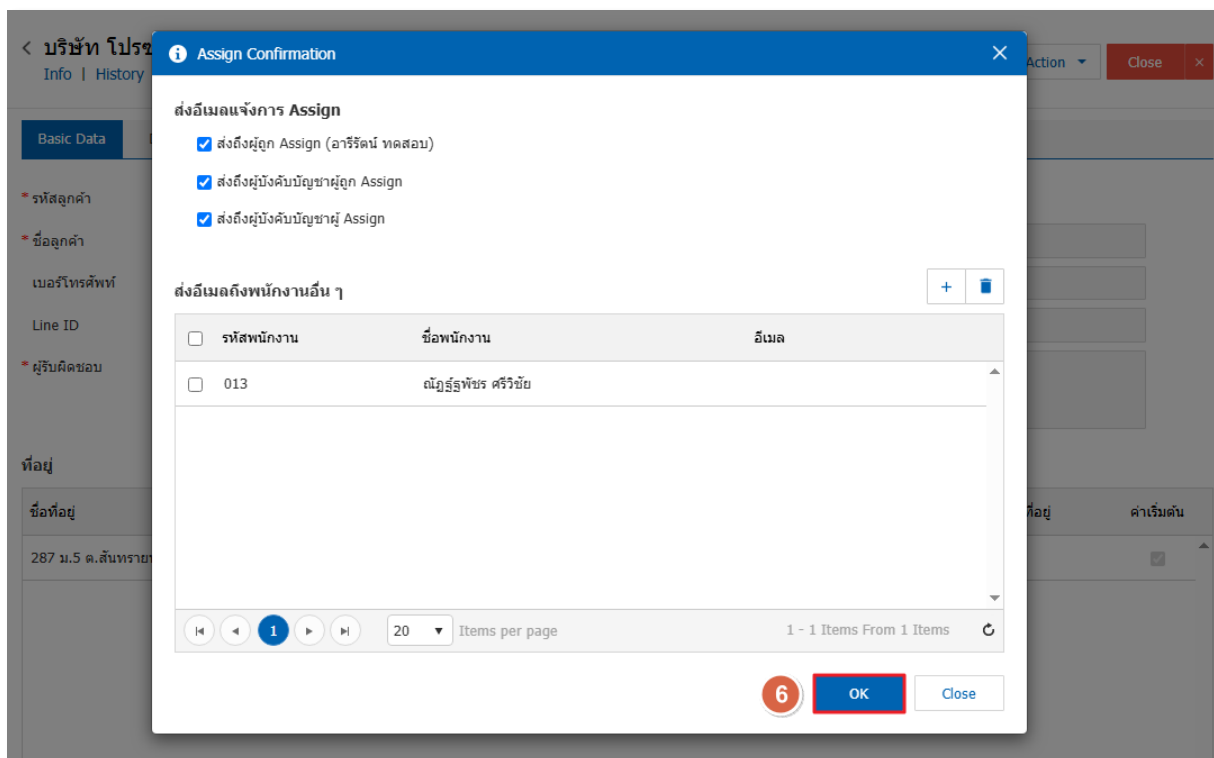 < บริษัท โปรซ
Info | History
Assign Confirmation
Action
Close
Basic Data
ส่งอีเมลแจ้งการ Assign
ส่งถึงผู้ถูก Assign (อารีรัตน์ ทดสอบ)
ส่งถึงผู้บังคับบัญชาผู้ถูก Assign
ส่งถึงผู้บังคับบัญชาผู้ Assign
* รหัสลูกค้า
* ชื่อลูกค้า
เบอร์โทรศัพท์
Line ID
* ผู้รับผิดชอบ
ส่งอีเมลถึงพนักงานอื่น ๆ
รหัสพนักงาน ชื่อพนักงาน อีเมล
013 ณัฏฐ์รฐพัชร ศรีวิชัย
ที่อยู่
ชื่อที่อยู่
ที่อยู่ ค่าเริ่มต้น
287 ม.5 ต.สันทราย
1 20 Items per page 1 - 1 Items From 1 Items
6 OK Close